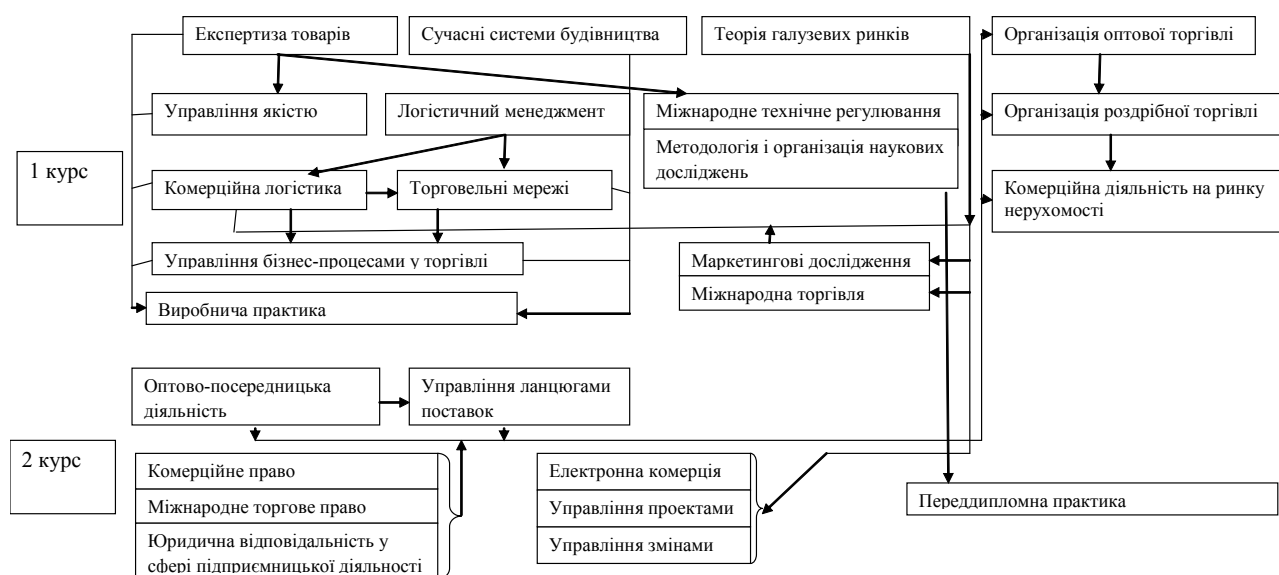 Експертиза товарів
Сучасні системи будівництва
Теорія галузевих ринків
Організація оптової торгівлі
Управління якістю
Логістичний менеджмент
Міжнародне технічне регулювання
Організація роздрібної торгівлі
Методологія і організація наукових
досліджень
1 курс
Комерційна логістика
Торговельні мережі
Комерційна діяльність на ринку
нерухомості
Управління бізнес-процесами у торгівлі
Маркетингові дослідження
Міжнародна торгівля
Виробнича практика
Оптово-посередницька
діяльність
Управління ланцюгами
поставок
2 курс
Комерційне право
Міжнародне торгове право
Юридична відповідальність у
сфері підприємницької діяльності
Електронна комерція
Управління проектами
Управління змінами
Переддипломна практика